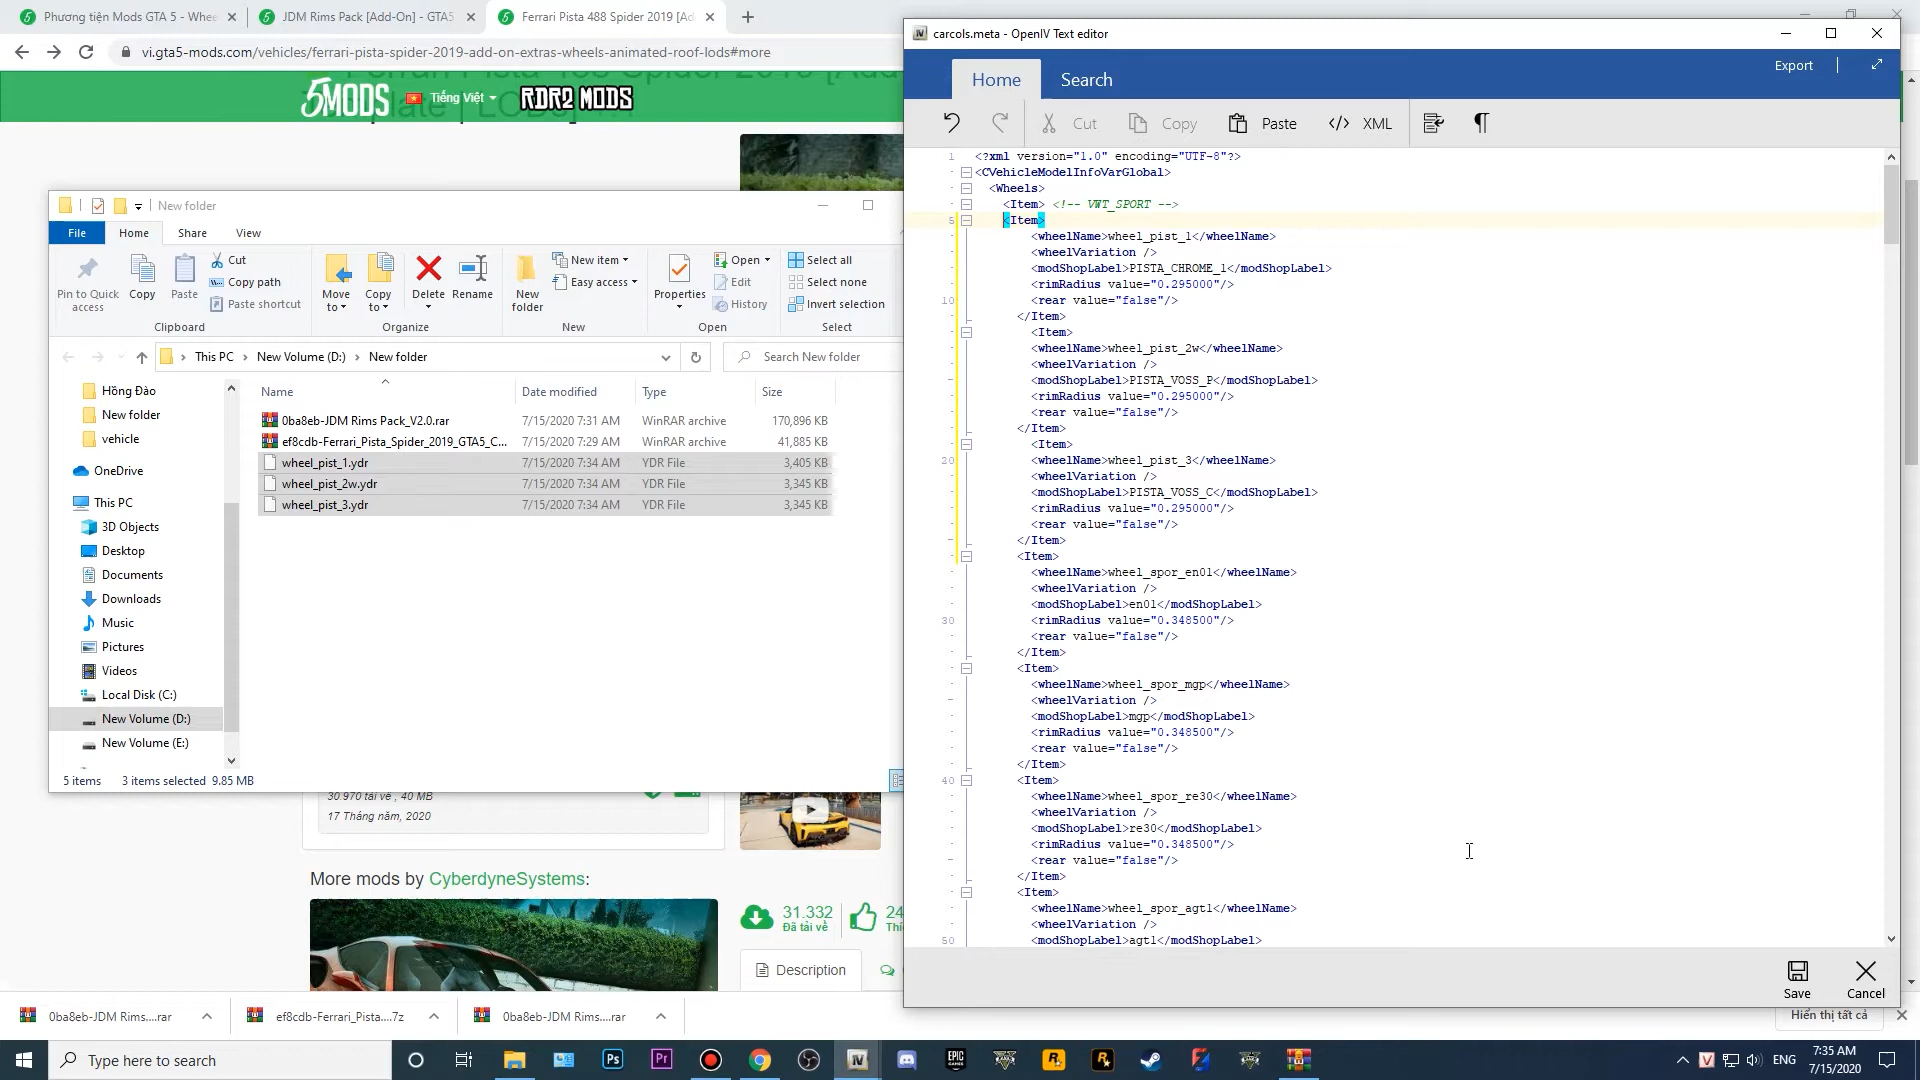 Phương tiện Mods GTA 5 - Whee
JDM Rims Pack [Add-On] - GTA5
Ferrari Pista 488 Spider 2019 [Ad
vi.gta5-mods.com/vehicles/ferrari-pista-spider-2019-add-on-extras-wheels-animated-roof-lods#more
5MODS
Tiếng Việt
RDR2 MODS
New folder
File
Home
Share
View
Pin to Quick access
Copy
Paste
Cut
Copy path
Paste shortcut
Clipboard
Move to
Copy to
Delete
Rename
Organize
New folder
New item
Easy access
New
Properties
Open
Edit
History
Open
Select all
Select none
Invert selection
Select
This PC
New Volume (D:)
New folder
Search New folder
Name
Date modified
Type
Size
0ba8eb-JDM Rims Pack_V2.0.rar 7/15/2020 7:31 AM WinRAR archive 170,896 KB
ef8cdb-Ferrari_Pista_Spider_2019_GTA5_C... 7/15/2020 7:29 AM WinRAR archive 41,885 KB
wheel_pist_1.ydr 7/15/2020 7:34 AM YDR File 3,405 KB
wheel_pist_2w.ydr 7/15/2020 7:34 AM YDR File 3,345 KB
wheel_pist_3.ydr 7/15/2020 7:34 AM YDR File 3,345 KB
Hồng Đào
New folder
vehicle
OneDrive
This PC
3D Objects
Desktop
Documents
Downloads
Music
Pictures
Videos
Local Disk (C:)
New Volume (D:)
New Volume (E:)
5 items
3 items selected 9.85 MB
30.970 tải về , 40 MB
17 Tháng năm, 2020
More mods by CyberdyneSystems:
31.332
Đã tải về
Description
carcols.meta - OpenIV Text editor
Export
Home
Search
Cut
Copy
Paste
XML
1 <?xml version="1.0" encoding="UTF-8"?>
<CVehicleModelInfoVarGlobal>
<Wheels>
<Item> <!-- VWT_SPORT -->
5 <Item>
<wheelName>wheel_pist_1</wheelName>
<wheelVariation />
<modShopLabel>PISTA_CHROME_1</modShopLabel>
<rimRadius value="0.295000"/>
10 <rear value="false"/>
</Item>
<Item>
<wheelName>wheel_pist_2w</wheelName>
<wheelVariation />
<modShopLabel>PISTA_VOSS_P</modShopLabel>
<rimRadius value="0.295000"/>
<rear value="false"/>
</Item>
<Item>
20 <wheelName>wheel_pist_3</wheelName>
<wheelVariation />
<modShopLabel>PISTA_VOSS_C</modShopLabel>
<rimRadius value="0.295000"/>
<rear value="false"/>
</Item>
<Item>
<wheelName>wheel_spor_en01</wheelName>
<wheelVariation />
<modShopLabel>en01</modShopLabel>
30 <rimRadius value="0.348500"/>
<rear value="false"/>
</Item>
<Item>
<wheelName>wheel_spor_mgp</wheelName>
<wheelVariation />
<modShopLabel>mgp</modShopLabel>
<rimRadius value="0.348500"/>
<rear value="false"/>
</Item>
40 <Item>
<wheelName>wheel_spor_re30</wheelName>
<wheelVariation />
<modShopLabel>re30</modShopLabel>
<rimRadius value="0.348500"/>
<rear value="false"/>
</Item>
<Item>
<wheelName>wheel_spor_agt1</wheelName>
<wheelVariation />
50 <modShopLabel>agt1</modShopLabel>
Save
Cancel
0ba8eb-JDM Rims....rar
ef8cdb-Ferrari_Pista....7z
0ba8eb-JDM Rims....rar
Hiển thị tất cả
Type here to search
ENG
7:35 AM
7/15/2020